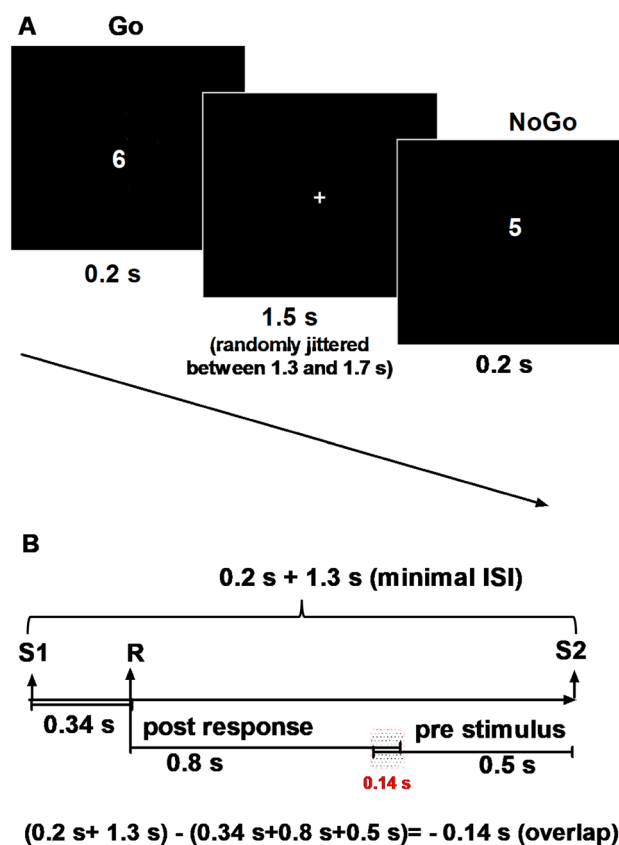 A
Go
6
0.2 s
+
1.5 s
(randomly jittered
between 1.3 and 1.7 s)
NoGo
5
0.2 s
B
0.2 s + 1.3 s (minimal ISI)
S1
R
S2
0.34 s
post response
pre stimulus
0.8 s
0.14 s
0.5 s
(0.2 s+ 1.3 s) - (0.34 s+0.8 s+0.5 s)= - 0.14 s (overlap)